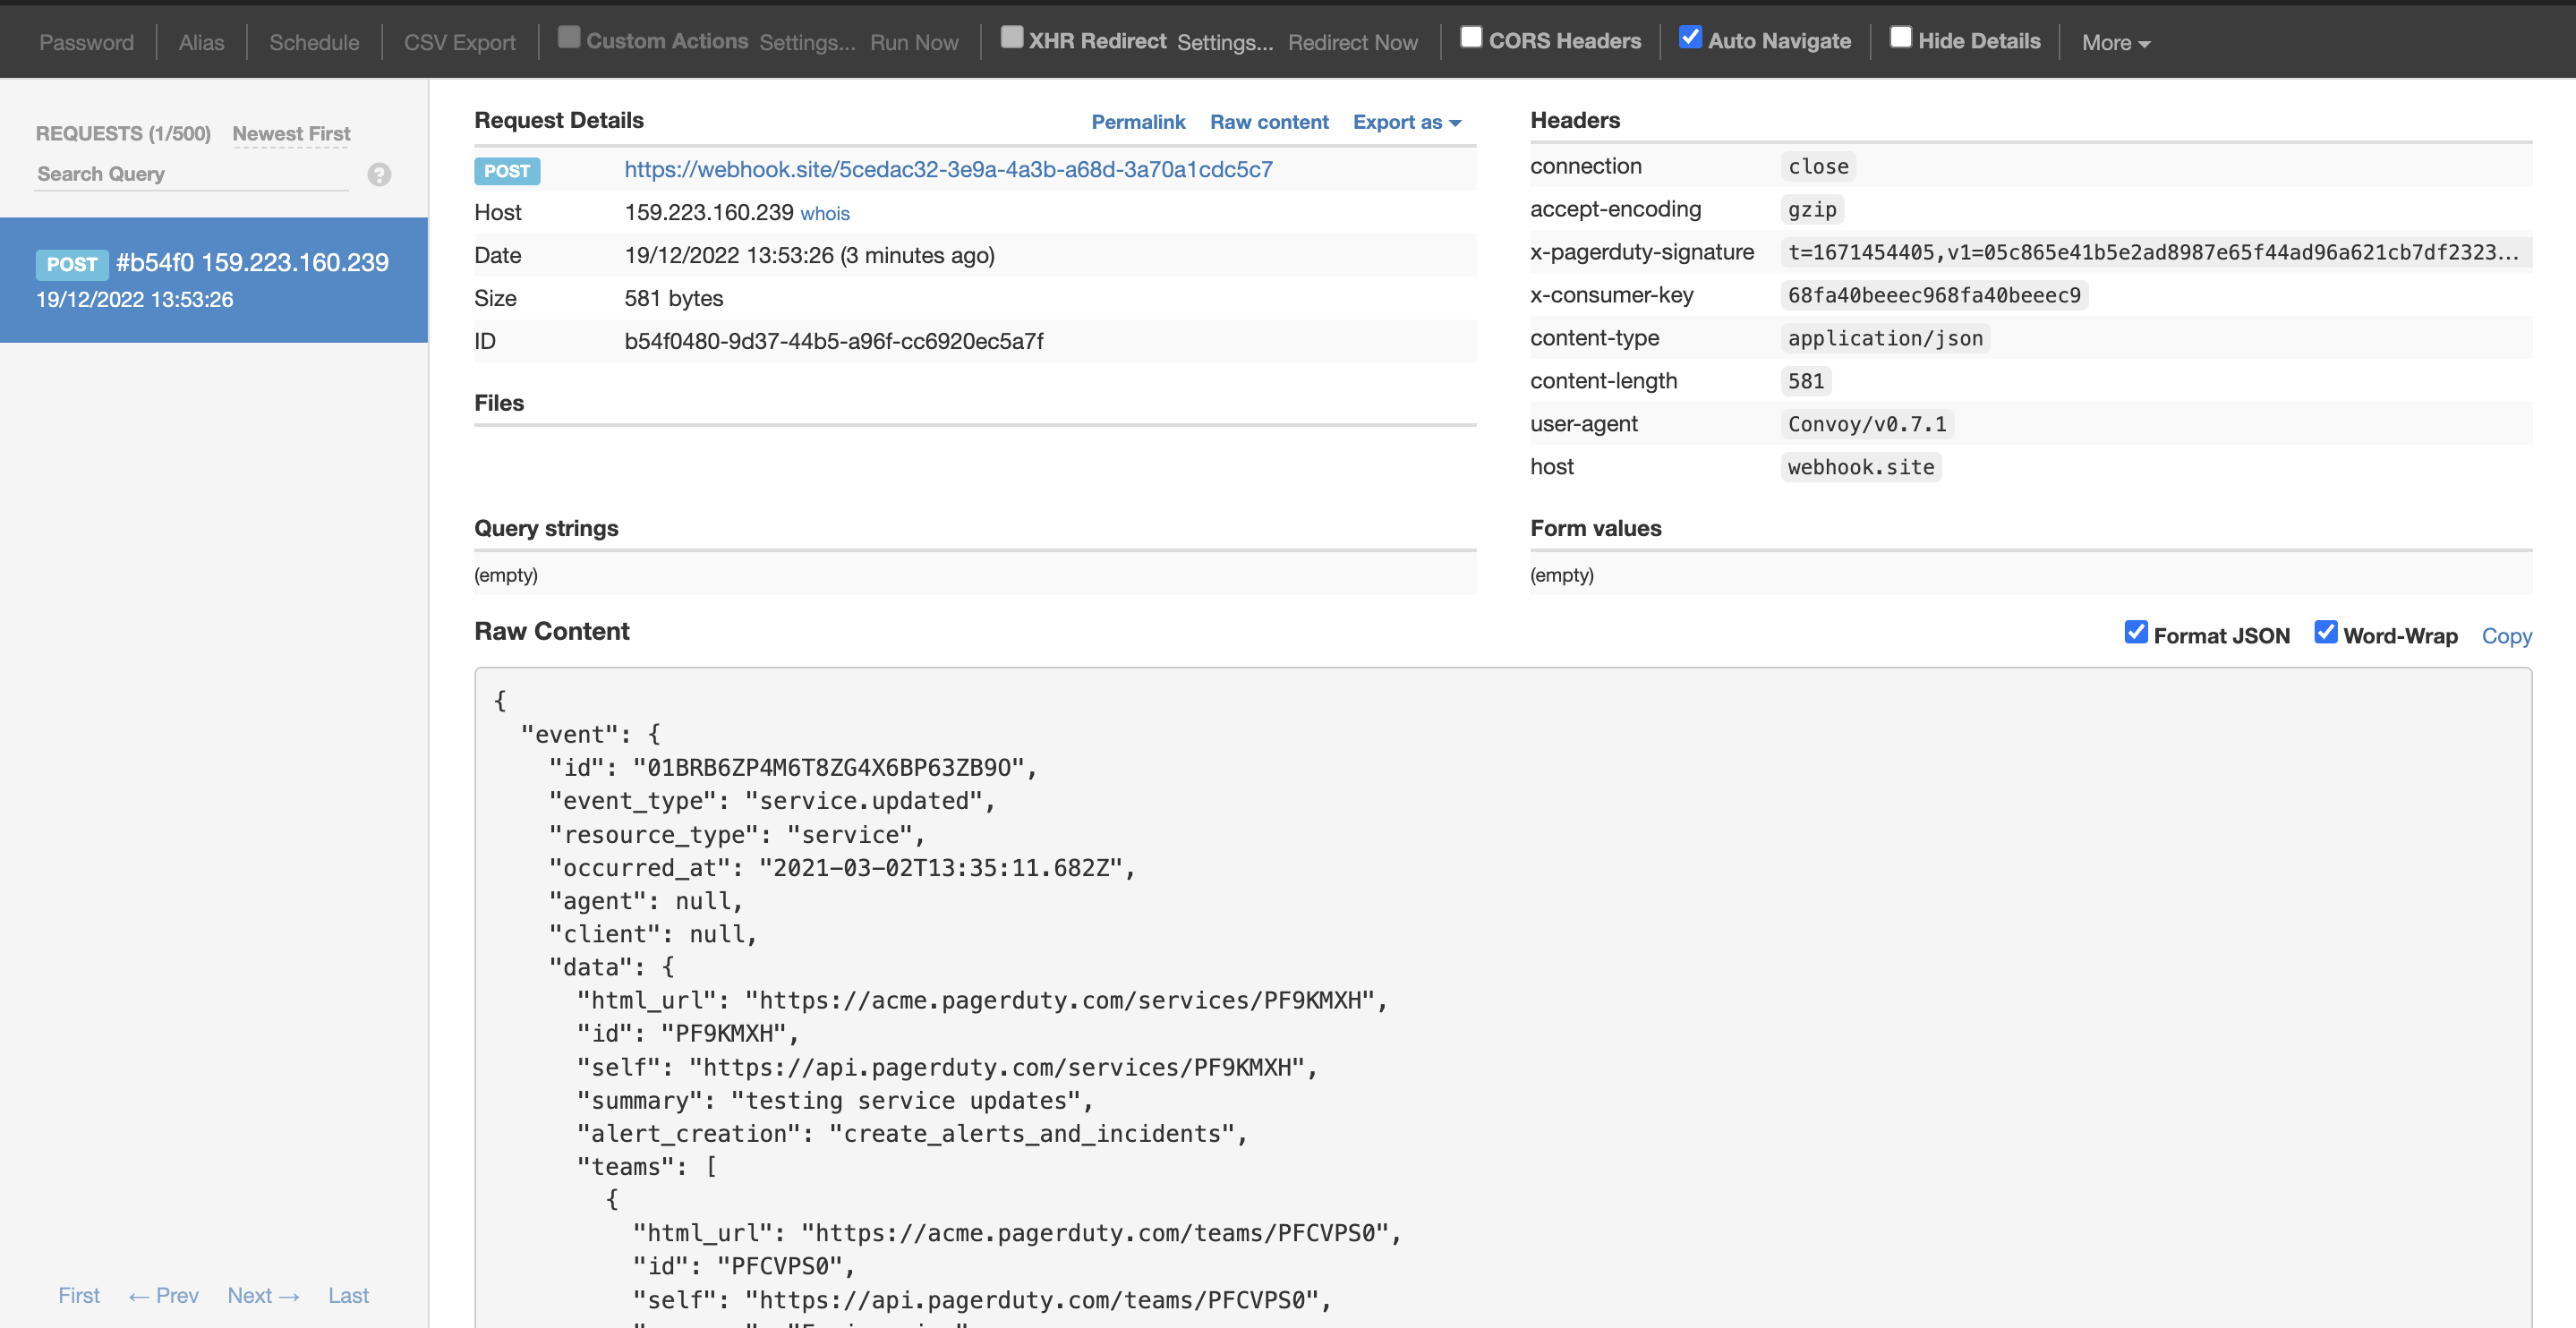 Password Alias Schedule CSV Export Custom Actions Settings... Run Now XHR Redirect Settings... Redirect Now CORS Headers Auto Navigate Hide Details More
REQUESTS (1/500) Newest First
Search Query ?
POST #b54f0 159.223.160.239
19/12/2022 13:53:26
First ← Prev Next → Last
Request Details Permalink Raw content Export as
POST https://webhook.site/5cedac32-3e9a-4a3b-a68d-3a70a1cdc5c7
Host 159.223.160.239 whois
Date 19/12/2022 13:53:26 (3 minutes ago)
Size 581 bytes
ID b54f0480-9d37-44b5-a96f-cc6920ec5a7f
Files
Headers
connection close
accept-encoding gzip
x-pagerduty-signature t=1671454405,v1=05c865e41b5e2ad8987e65f44ad96a621cb7df2323...
x-consumer-key 68fa40beeec968fa40beeec9
content-type application/json
content-length 581
user-agent Convoy/v0.7.1
host webhook.site
Query strings
(empty)
Form values
(empty)
Raw Content Format JSON Word-Wrap Copy
{
"event": {
"id": "01BRB6ZP4M6T8ZG4X6BP63ZB9O",
"event_type": "service.updated",
"resource_type": "service",
"occurred_at": "2021-03-02T13:35:11.682Z",
"agent": null,
"client": null,
"data": {
"html_url": "https://acme.pagerduty.com/services/PF9KMXH",
"id": "PF9KMXH",
"self": "https://api.pagerduty.com/services/PF9KMXH",
"summary": "testing service updates",
"alert_creation": "create_alerts_and_incidents",
"teams": [
{
"html_url": "https://acme.pagerduty.com/teams/PFCVPS0",
"id": "PFCVPS0",
"self": "https://api.pagerduty.com/teams/PFCVPS0",